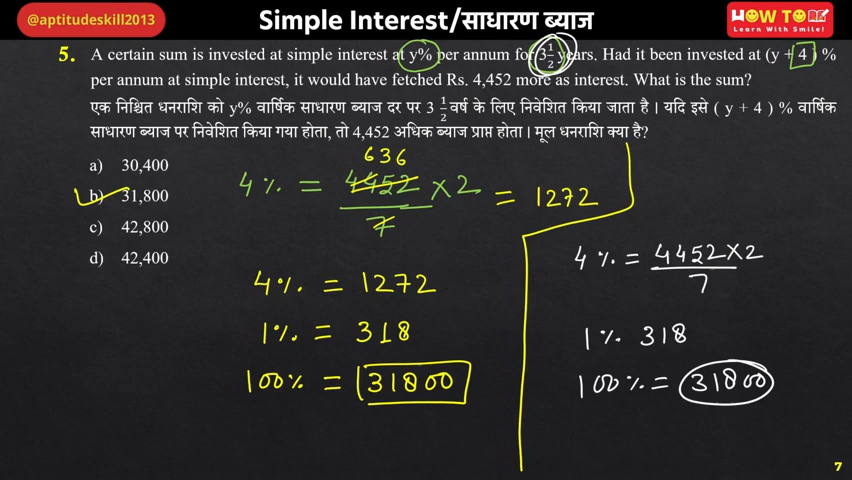 @aptitudeskill2013
Simple Interest/साधारण ब्याज
HOW TO
Learn With Smile!
5. A certain sum is invested at simple interest at y% per annum for 3 1/2 years. Had it been invested at (y + 4 ) %
per annum at simple interest, it would have fetched Rs. 4,452 more as interest. What is the sum?
एक निश्चित धनराशि को y% वार्षिक साधारण ब्याज दर पर 3 1/2 वर्ष के लिए निवेशित किया जाता है। यदि इसे ( y + 4 ) % वार्षिक
साधारण ब्याज पर निवेशित किया गया होता, तो 4,452 अधिक ब्याज प्राप्त होता। मूल धनराशि क्या है?
a) 30,400
b) 31,800
c) 42,800
d) 42,400
636
4% = 4452/7 × 2 = 1272
4% = 1272
1% = 318
100% = 31800
4% = 4452×2/7
1% 318
100% = 31800
7